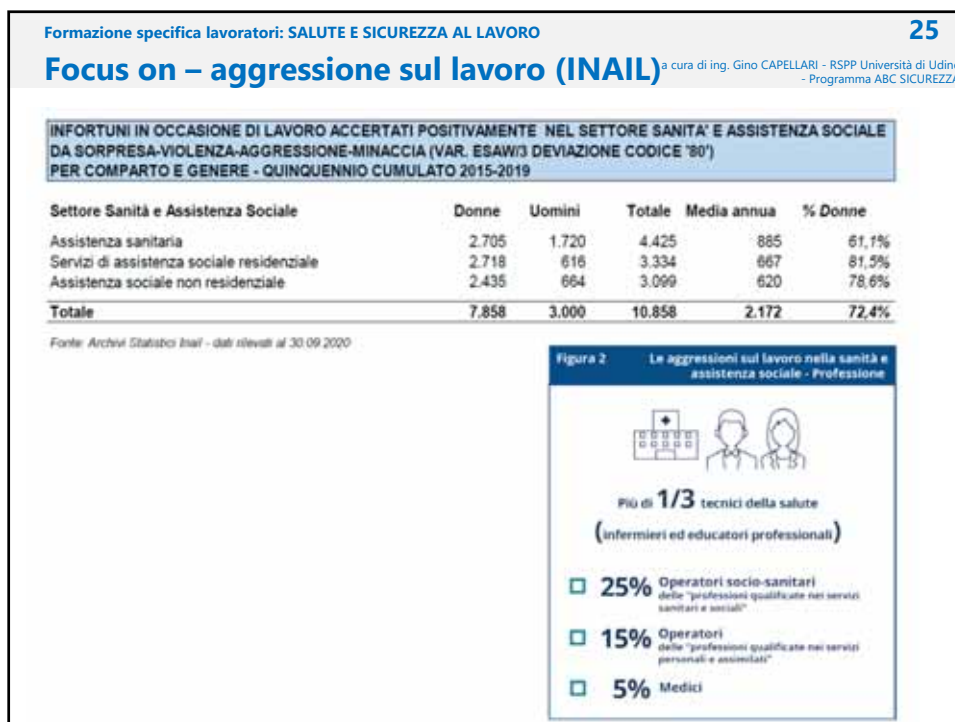 Formazione specifica lavoratori: SALUTE E SICUREZZA AL LAVORO 25
Focus on – aggressione sul lavoro (INAIL) a cura di ing. Gino CAPELLARI - RSPP Università di Udine
- Programma ABC SICUREZZA
INFORTUNI IN OCCASIONE DI LAVORO ACCERTATI POSITIVAMENTE NEL SETTORE SANITA' E ASSISTENZA SOCIALE
DA SORPRESA-VIOLENZA-AGGRESSIONE-MINACCIA (VAR. ESAW/3 DEVIAZIONE CODICE '80')
PER COMPARTO E GENERE - QUINQUENNIO CUMULATO 2015-2019
Settore Sanità e Assistenza Sociale Donne Uomini Totale Media annua % Donne
Assistenza sanitaria 2.705 1.720 4.425 885 61,1%
Servizi di assistenza sociale residenziale 2.718 616 3.334 667 81,5%
Assistenza sociale non residenziale 2.435 664 3.099 620 78,6%
Totale 7.858 3.000 10.858 2.172 72,4%
Fonte: Archivi Statistici Inail - dati rilevati al 30.09.2020
Figura 2 Le aggressioni sul lavoro nella sanità e
assistenza sociale - Professione
Più di 1/3 tecnici della salute
(infermieri ed educatori professionali)
25% Operatori socio-sanitari
delle "professioni qualificate nei servizi
sanitari e sociali"
15% Operatori
delle "professioni qualificate nei servizi
personali e assimilati"
5% Medici